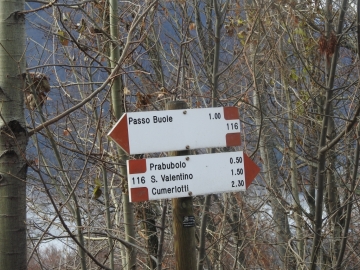 Passo Buole 1.00
116
Prabubolo 0.50
116 S. Valentino 1.50
Cumerlotti 2.30